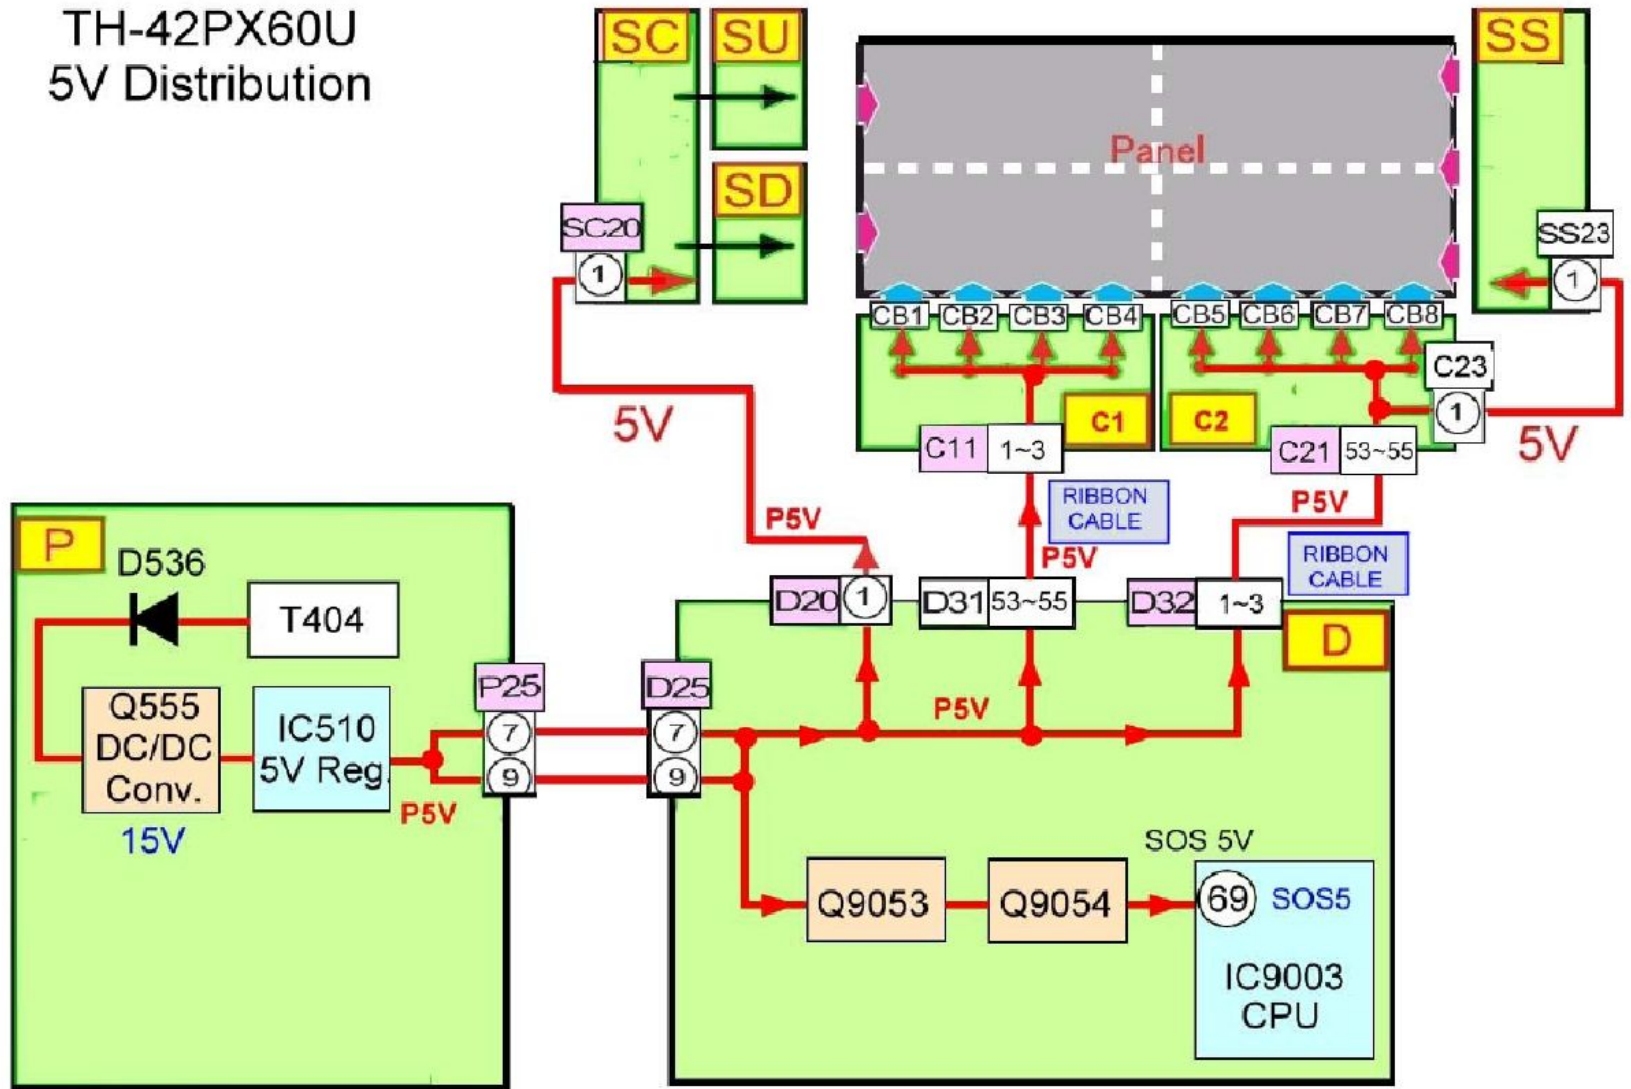 TH-42PX60U
5V Distribution
SC
SU
SD
SC20
1
SS
SS23
1
Panel
CB1
CB2
CB3
CB4
CB5
CB6
CB7
CB8
C23
1
C1
C2
C11
1~3
C21
53~55
5V
5V
P5V
RIBBON
CABLE
P5V
P5V
RIBBON
CABLE
P
D536
T404
Q555
DC/DC
Conv.
15V
IC510
5V Reg.
P5V
P25
7
9
D25
7
9
D20
1
D31
53~55
D32
1~3
D
P5V
Q9053
Q9054
SOS 5V
69
SOS5
IC9003
CPU